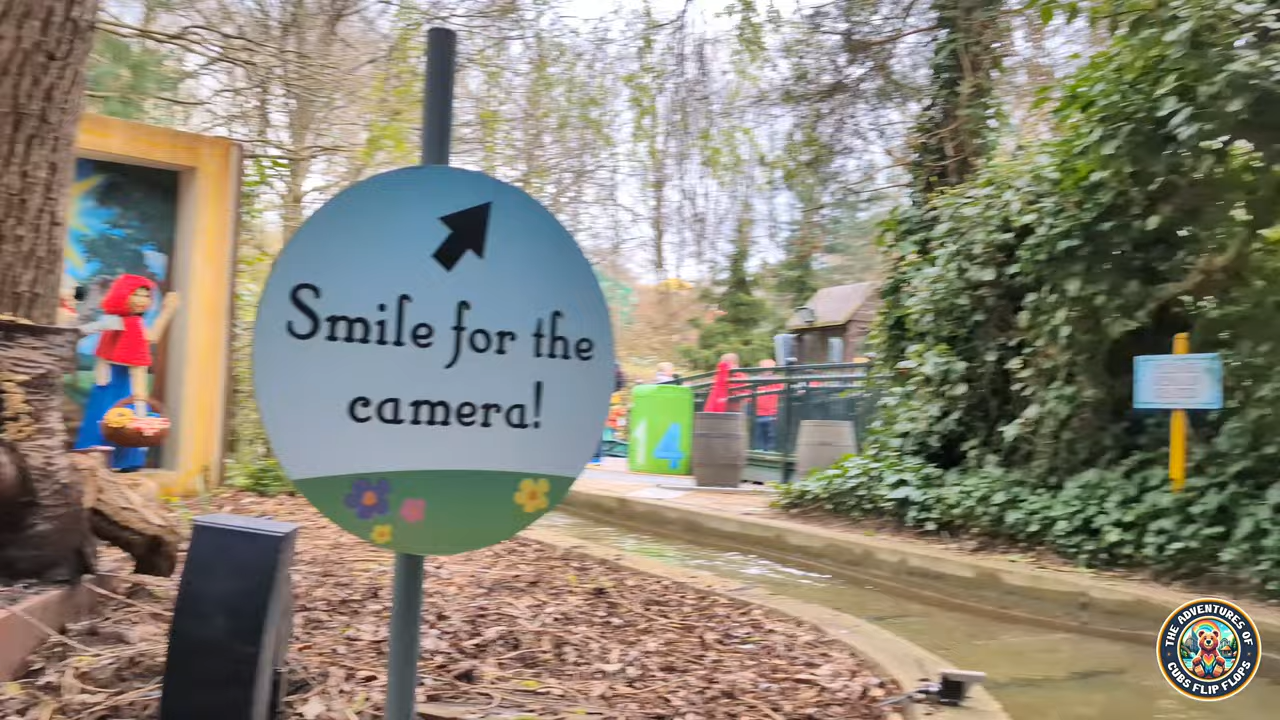 Smile for the
camera!
14
THE ADVENTURES OF
CUBS FLIP FLOPS